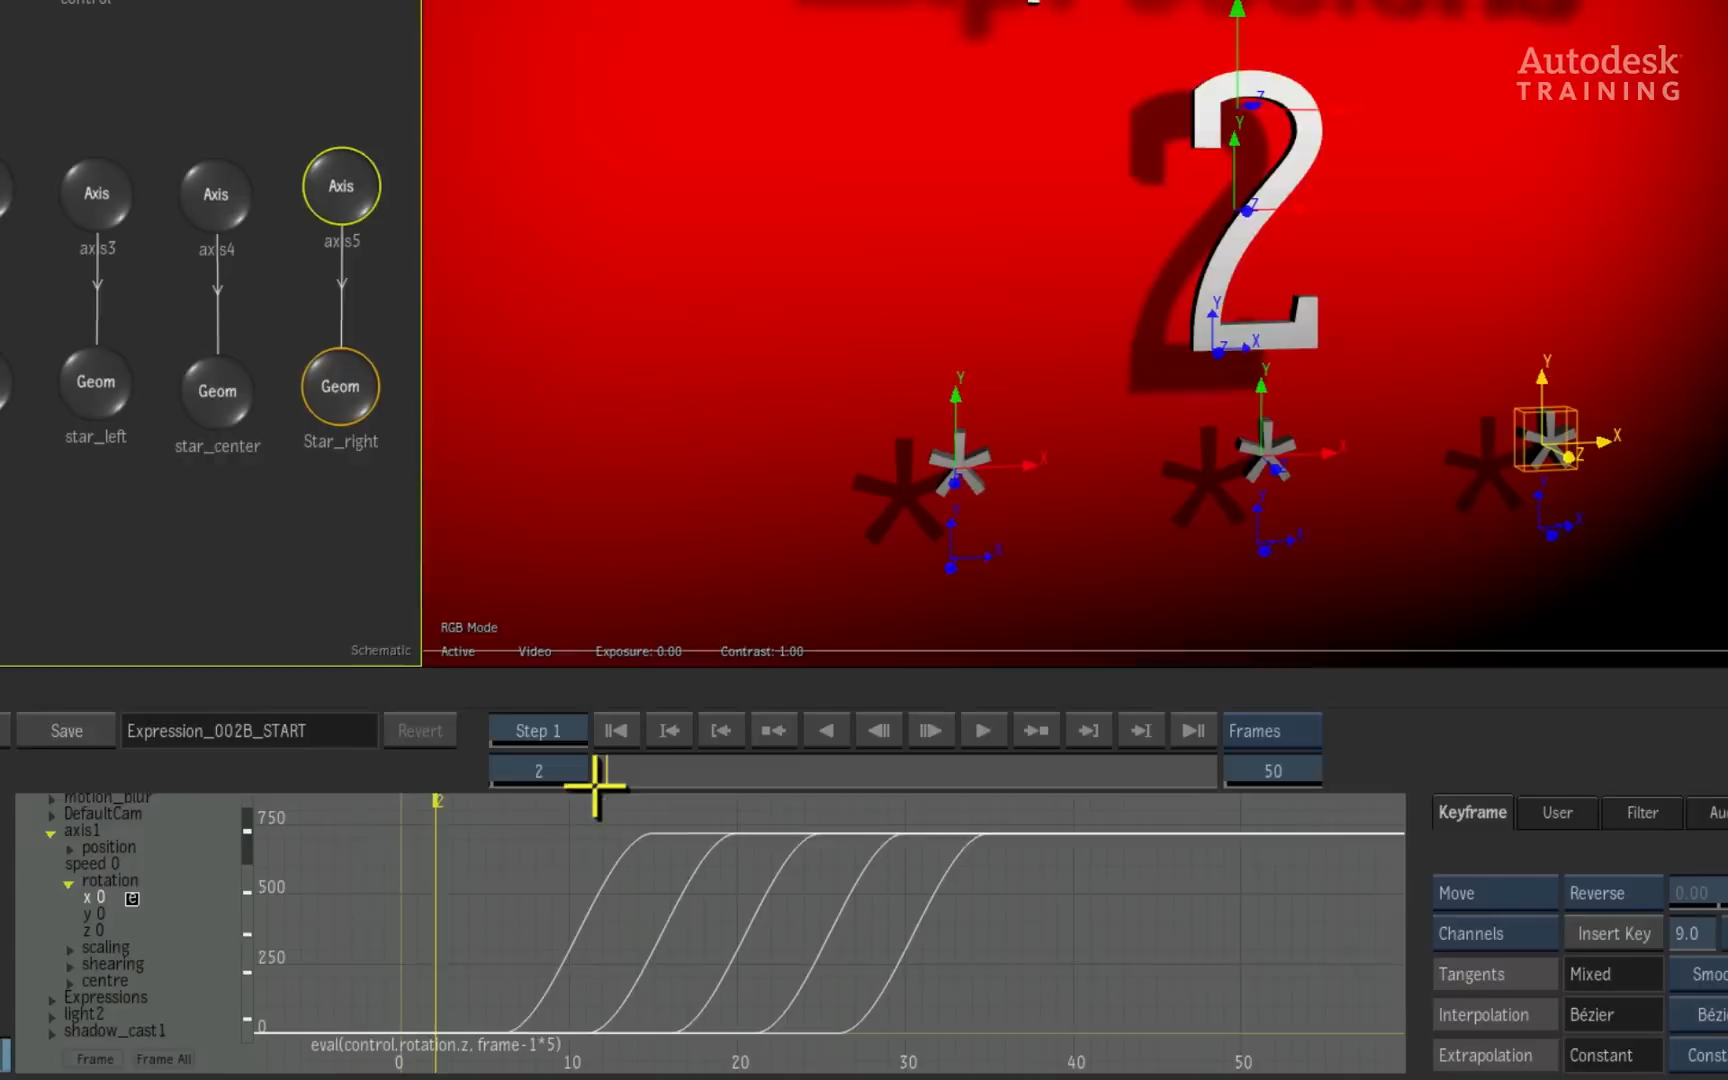 control
Autodesk
TRAINING
2
Axis
Axis
Axis
axis3
axis4
axis5
Geom
Geom
Geom
star_left
star_center
Star_right
Y
Z
Y
Z
Y
X
Z
Y
X
Y
X
Y
X
Z
Y
X
Y
X
Y
X
RGB Mode
Schematic
Active Video Exposure: 0.00 Contrast: 1.00
Save Expression_002B_START Revert Step 1 Frames
2 50
motion_blur
DefaultCam
axis1
position
speed 0
rotation
x 0 e
y 0
z 0
scaling
shearing
centre
Expressions
light2
shadow_cast1
Frame Frame All
2
750
500
250
0
eval(control.rotation.z, frame-1*5)
0 10 20 30 40 50
Keyframe User Filter
Move Reverse 0.00
Channels Insert Key 9.0
Tangents Mixed
Interpolation Bézier
Extrapolation Constant